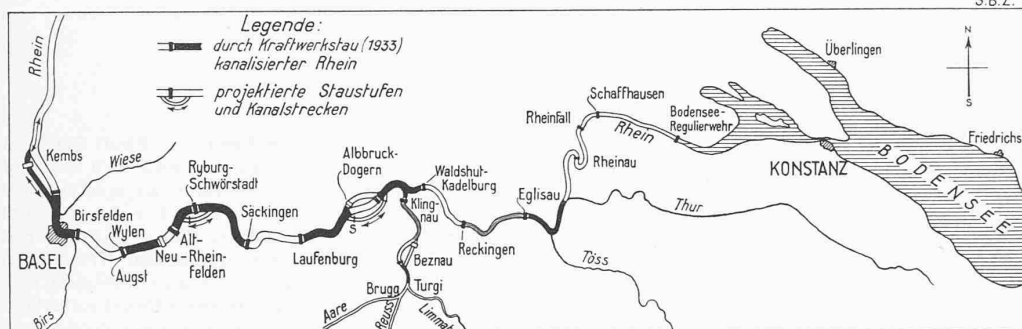 S.B.Z.
Legende:
durch Kraftwerkstau (1933)
kanalisierter Rhein
projektierte Staustufen
und Kanalstrecken
Rhein
Kembs
Wiese
Birsfelden
Wylen
BASEL
Birs
Augst
Ryburg-
Schwörstadt
Alt-
Neu-Rhein-
felden
Säckingen
Laufenburg
Albbruck-
Dogern
S
Waldshut-
Kadelburg
Kling-
nau
Beznau
Brugg
Turgi
Aare
Reuss
Limmat
Reckingen
Eglisau
Rheinau
Rheinfall
Schaffhausen
Rhein
Bodensee-
Regulierwehr
Thur
Töss
KONSTANZ
Überlingen
N
S
Friedrichs
BODENSEE